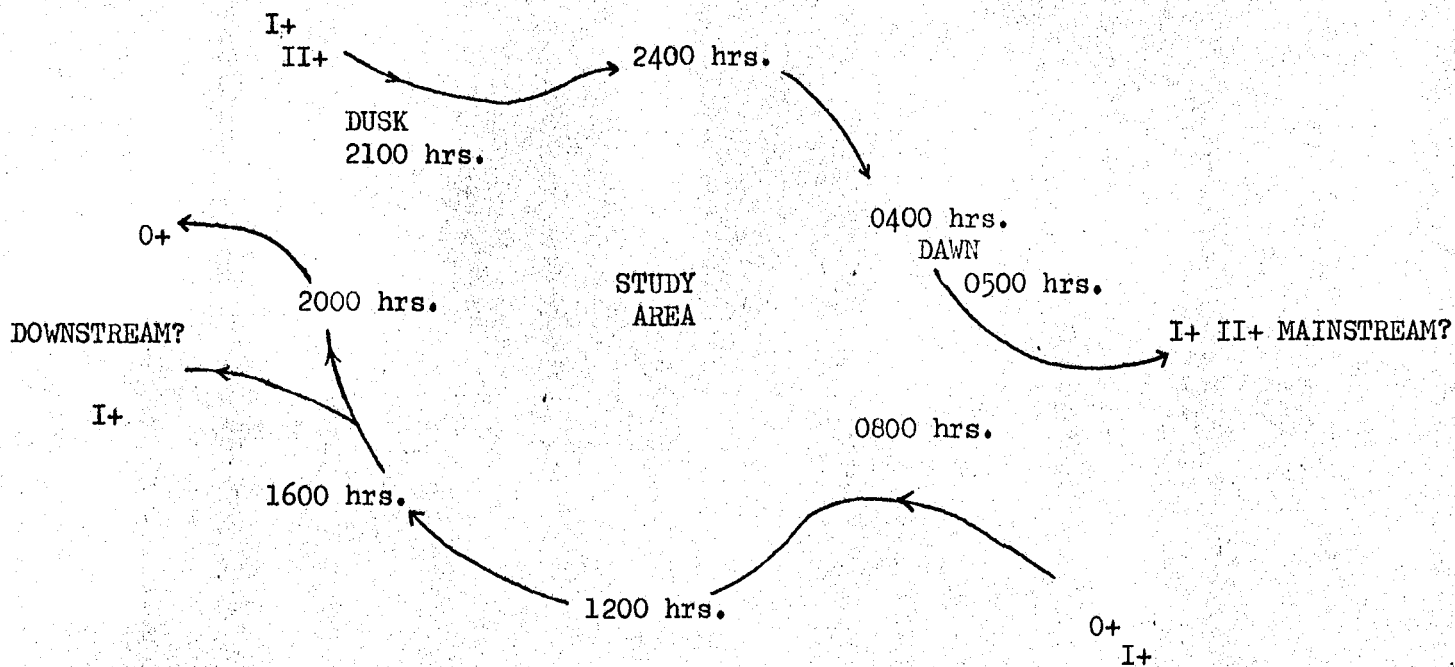 I+
II+
2400 hrs.
DUSK
2100 hrs.
0400 hrs.
DAWN
0500 hrs.
0+
2000 hrs.
STUDY
AREA
DOWNSTREAM?
I+ II+ MAINSTREAM?
I+
0800 hrs.
1600 hrs.
1200 hrs.
0+
I+